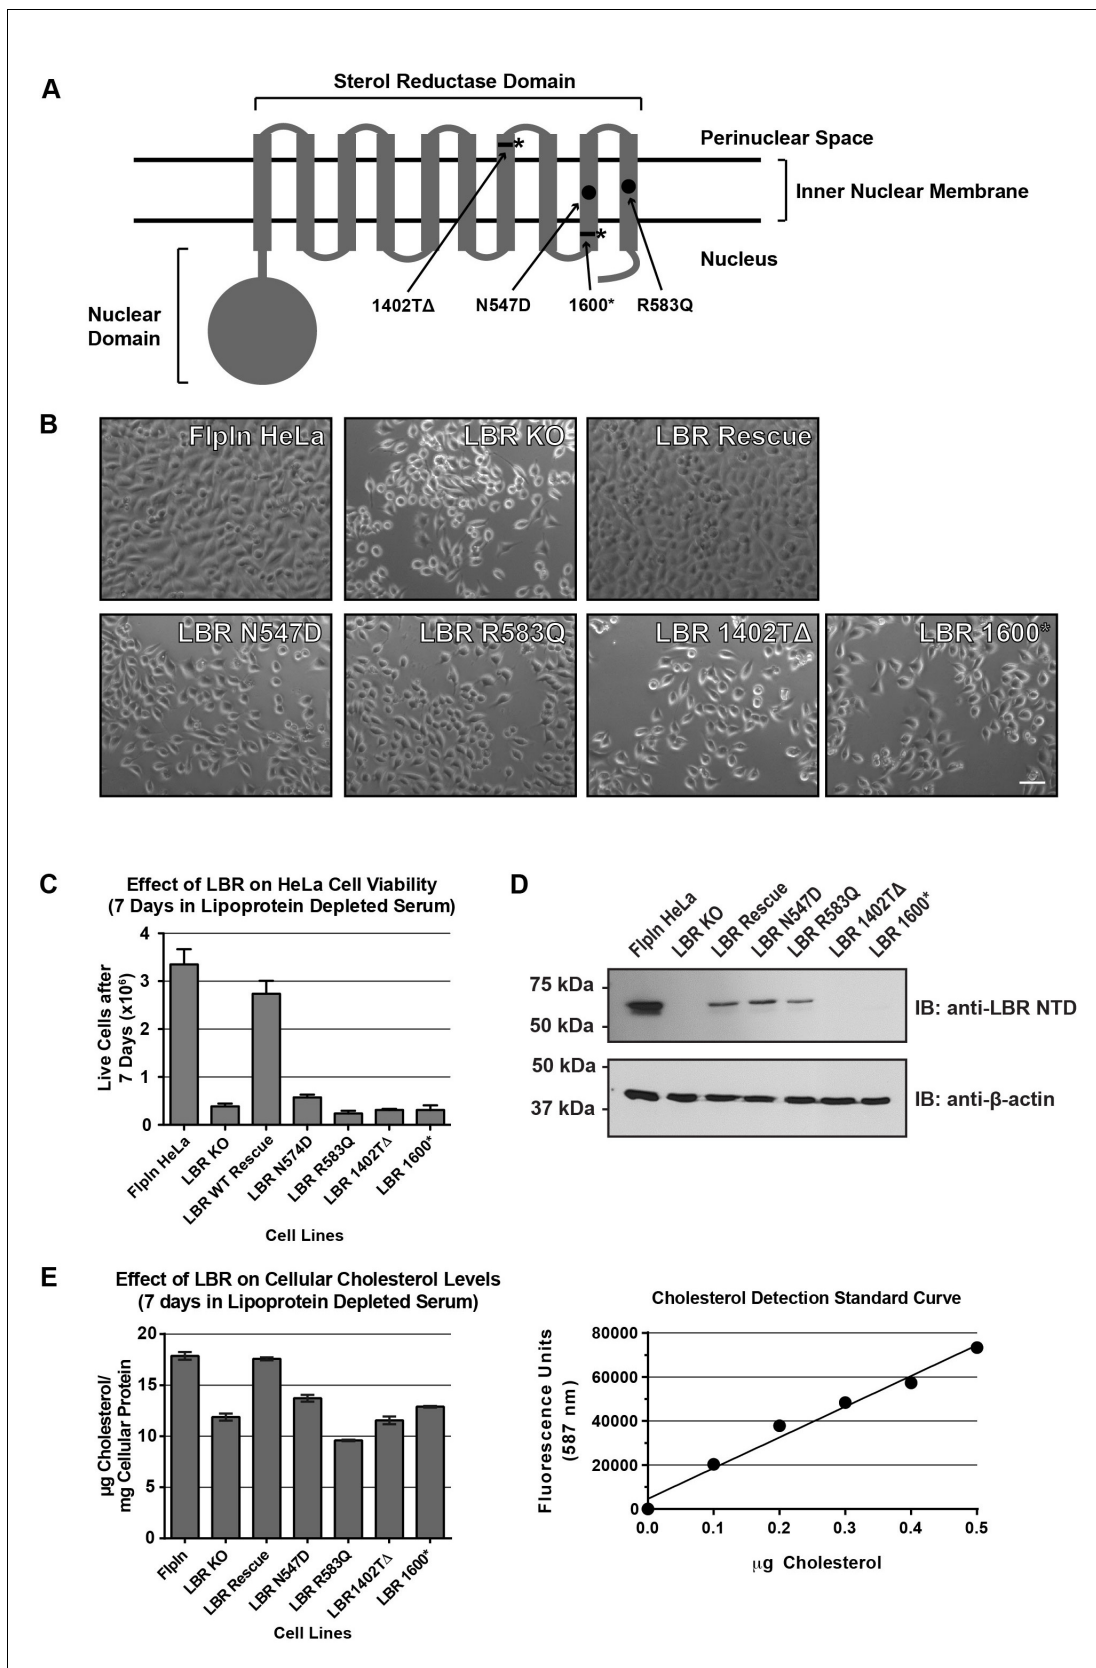 A
Sterol Reductase Domain
Perinuclear Space
Inner Nuclear Membrane
Nucleus
Nuclear
Domain
*
*
1402TΔ
N547D
1600*
R583Q
B
FlpIn HeLa
LBR KO
LBR Rescue
LBR N547D
LBR R583Q
LBR 1402TΔ
LBR 1600*
C
Effect of LBR on HeLa Cell Viability
(7 Days in Lipoprotein Depleted Serum)
Live Cells after
7 Days (x10⁶)
4
3
2
1
0
FlpIn HeLa
LBR KO
LBR WT Rescue
LBR N574D
LBR R583Q
LBR 1402TΔ
LBR 1600*
Cell Lines
D
FlpIn HeLa
LBR KO
LBR Rescue
LBR N547D
LBR R583Q
LBR 1402TΔ
LBR 1600*
75 kDa
50 kDa
IB: anti-LBR NTD
50 kDa
37 kDa
IB: anti-β-actin
E
Effect of LBR on Cellular Cholesterol Levels
(7 days in Lipoprotein Depleted Serum)
µg Cholesterol/
mg Cellular Protein
20
15
10
5
0
FlpIn
LBR KO
LBR Rescue
LBR N547D
LBR R583Q
LBR1402TΔ
LBR 1600*
Cell Lines
Cholesterol Detection Standard Curve
Fluorescence Units
(587 nm)
80000
60000
40000
20000
0
0.0
0.1
0.2
0.3
0.4
0.5
µg Cholesterol